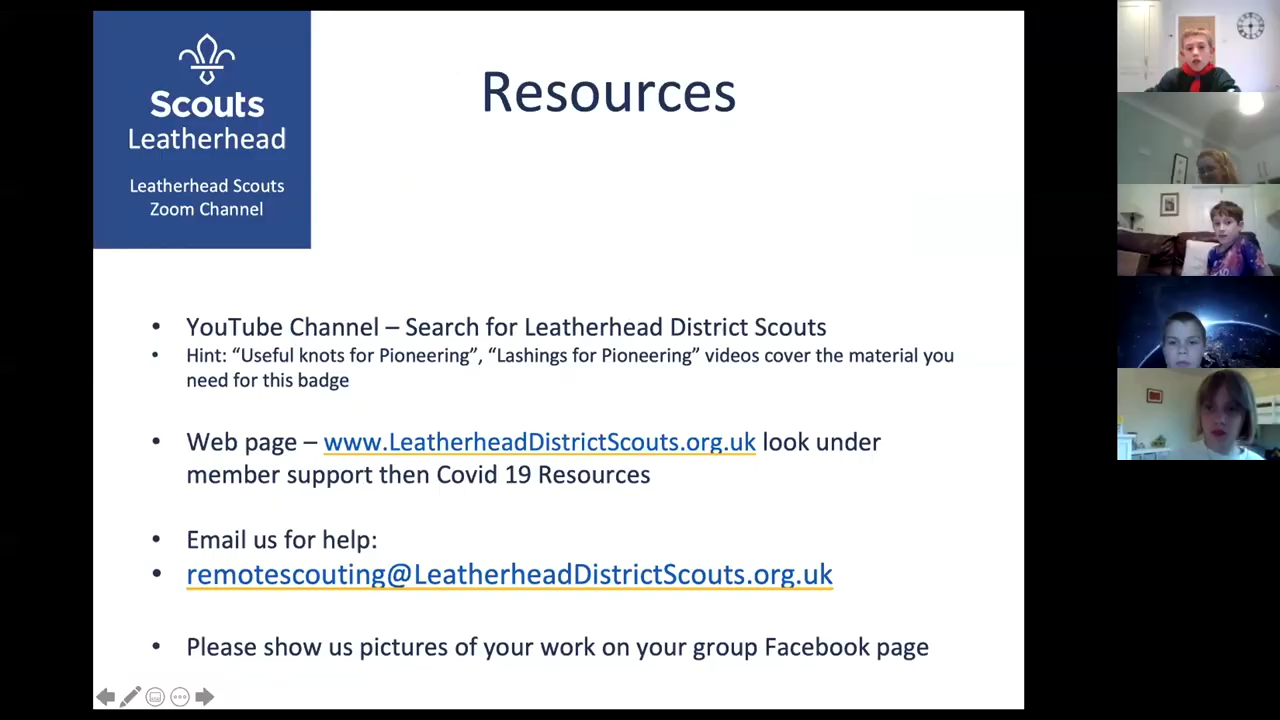 Scouts
Leatherhead
Leatherhead Scouts
Zoom Channel
Resources
• YouTube Channel – Search for Leatherhead District Scouts
• Hint: “Useful knots for Pioneering”, “Lashings for Pioneering” videos cover the material you
need for this badge
• Web page – www.LeatherheadDistrictScouts.org.uk look under
member support then Covid 19 Resources
• Email us for help:
• remotescouting@LeatherheadDistrictScouts.org.uk
• Please show us pictures of your work on your group Facebook page